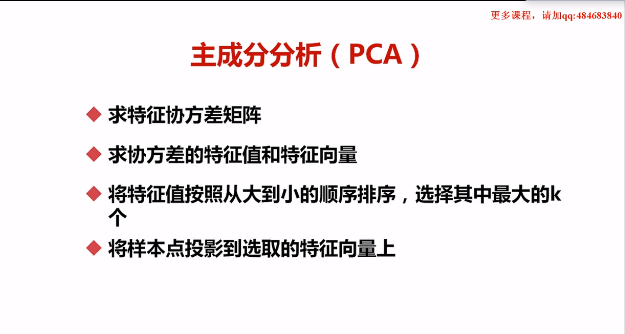 更多课程，请加qq:484683840
主成分分析（PCA）
求特征协方差矩阵
求协方差的特征值和特征向量
将特征值按照从大到小的顺序排序，选择其中最大的k
个
将样本点投影到选取的特征向量上